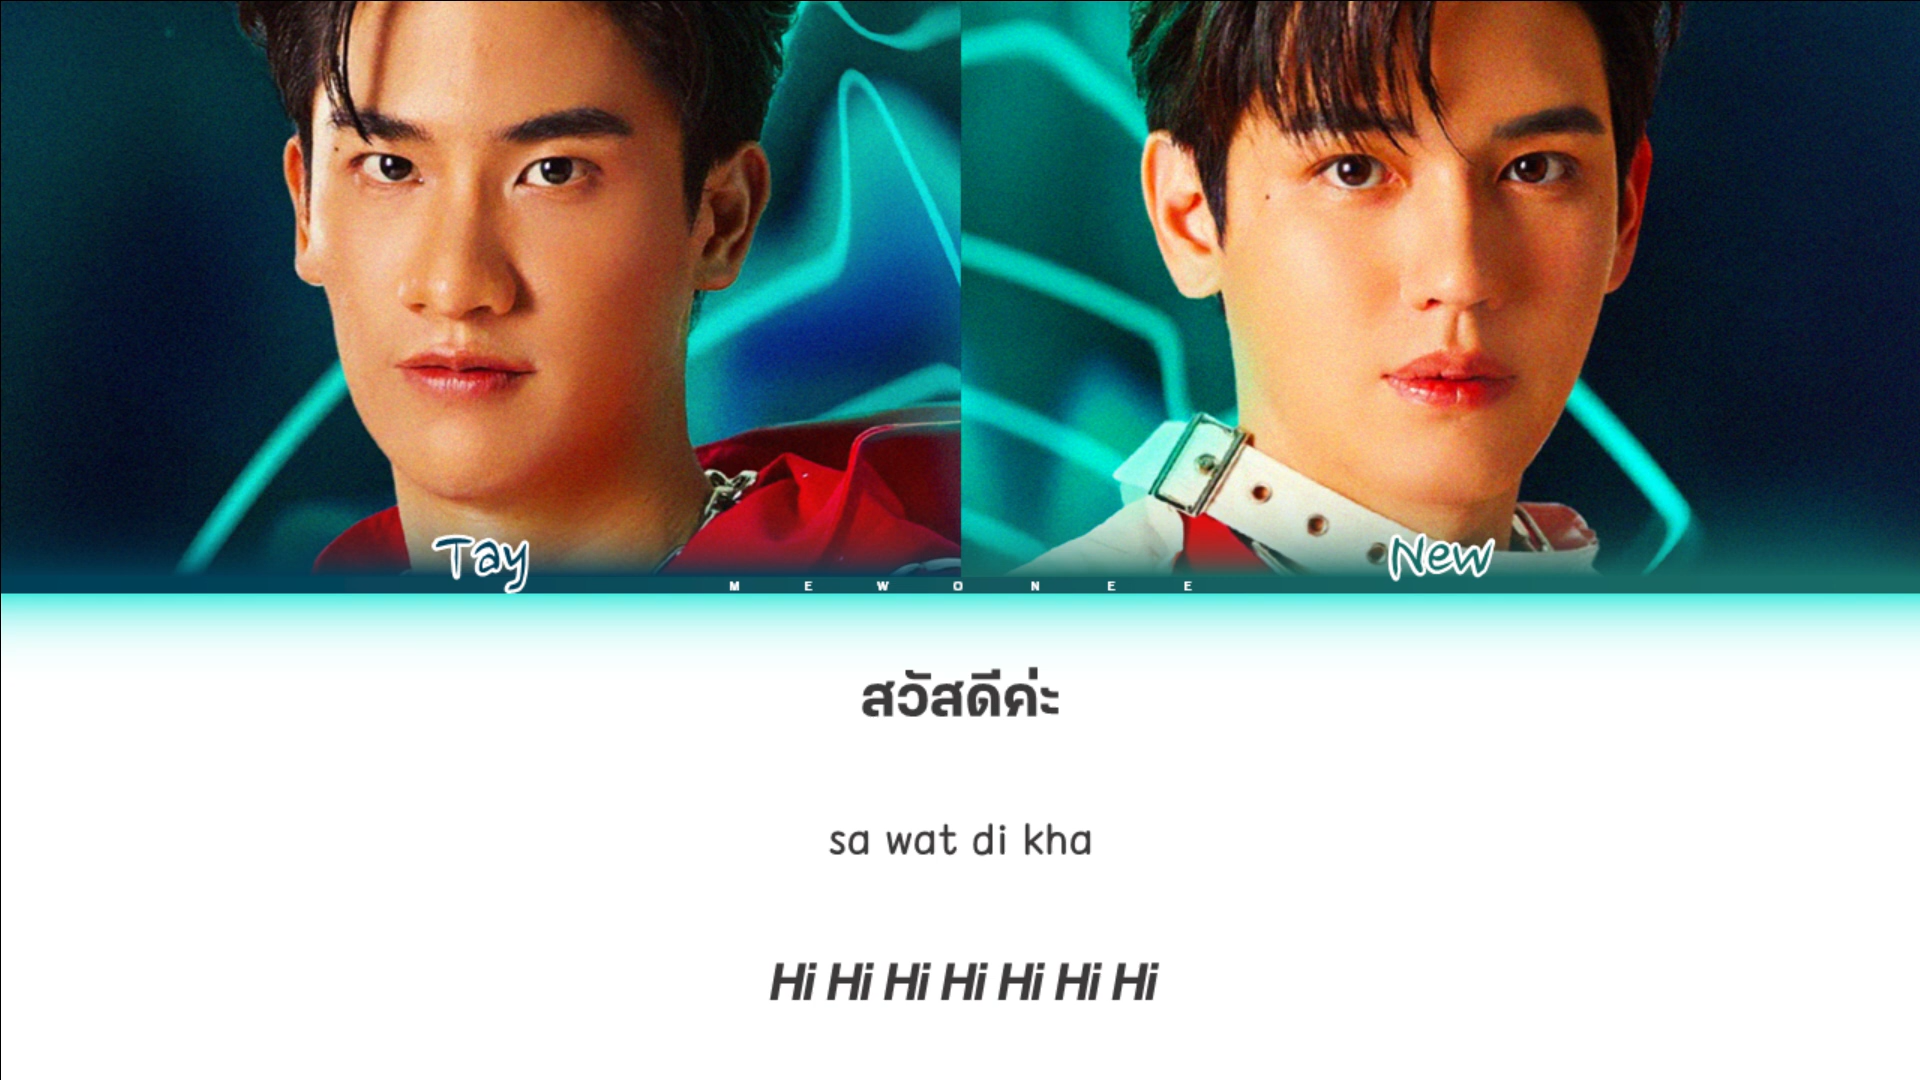 Tay
New
MEWONEE
สวัสดีค่ะ
sa wat di kha
Hi Hi Hi Hi Hi Hi Hi